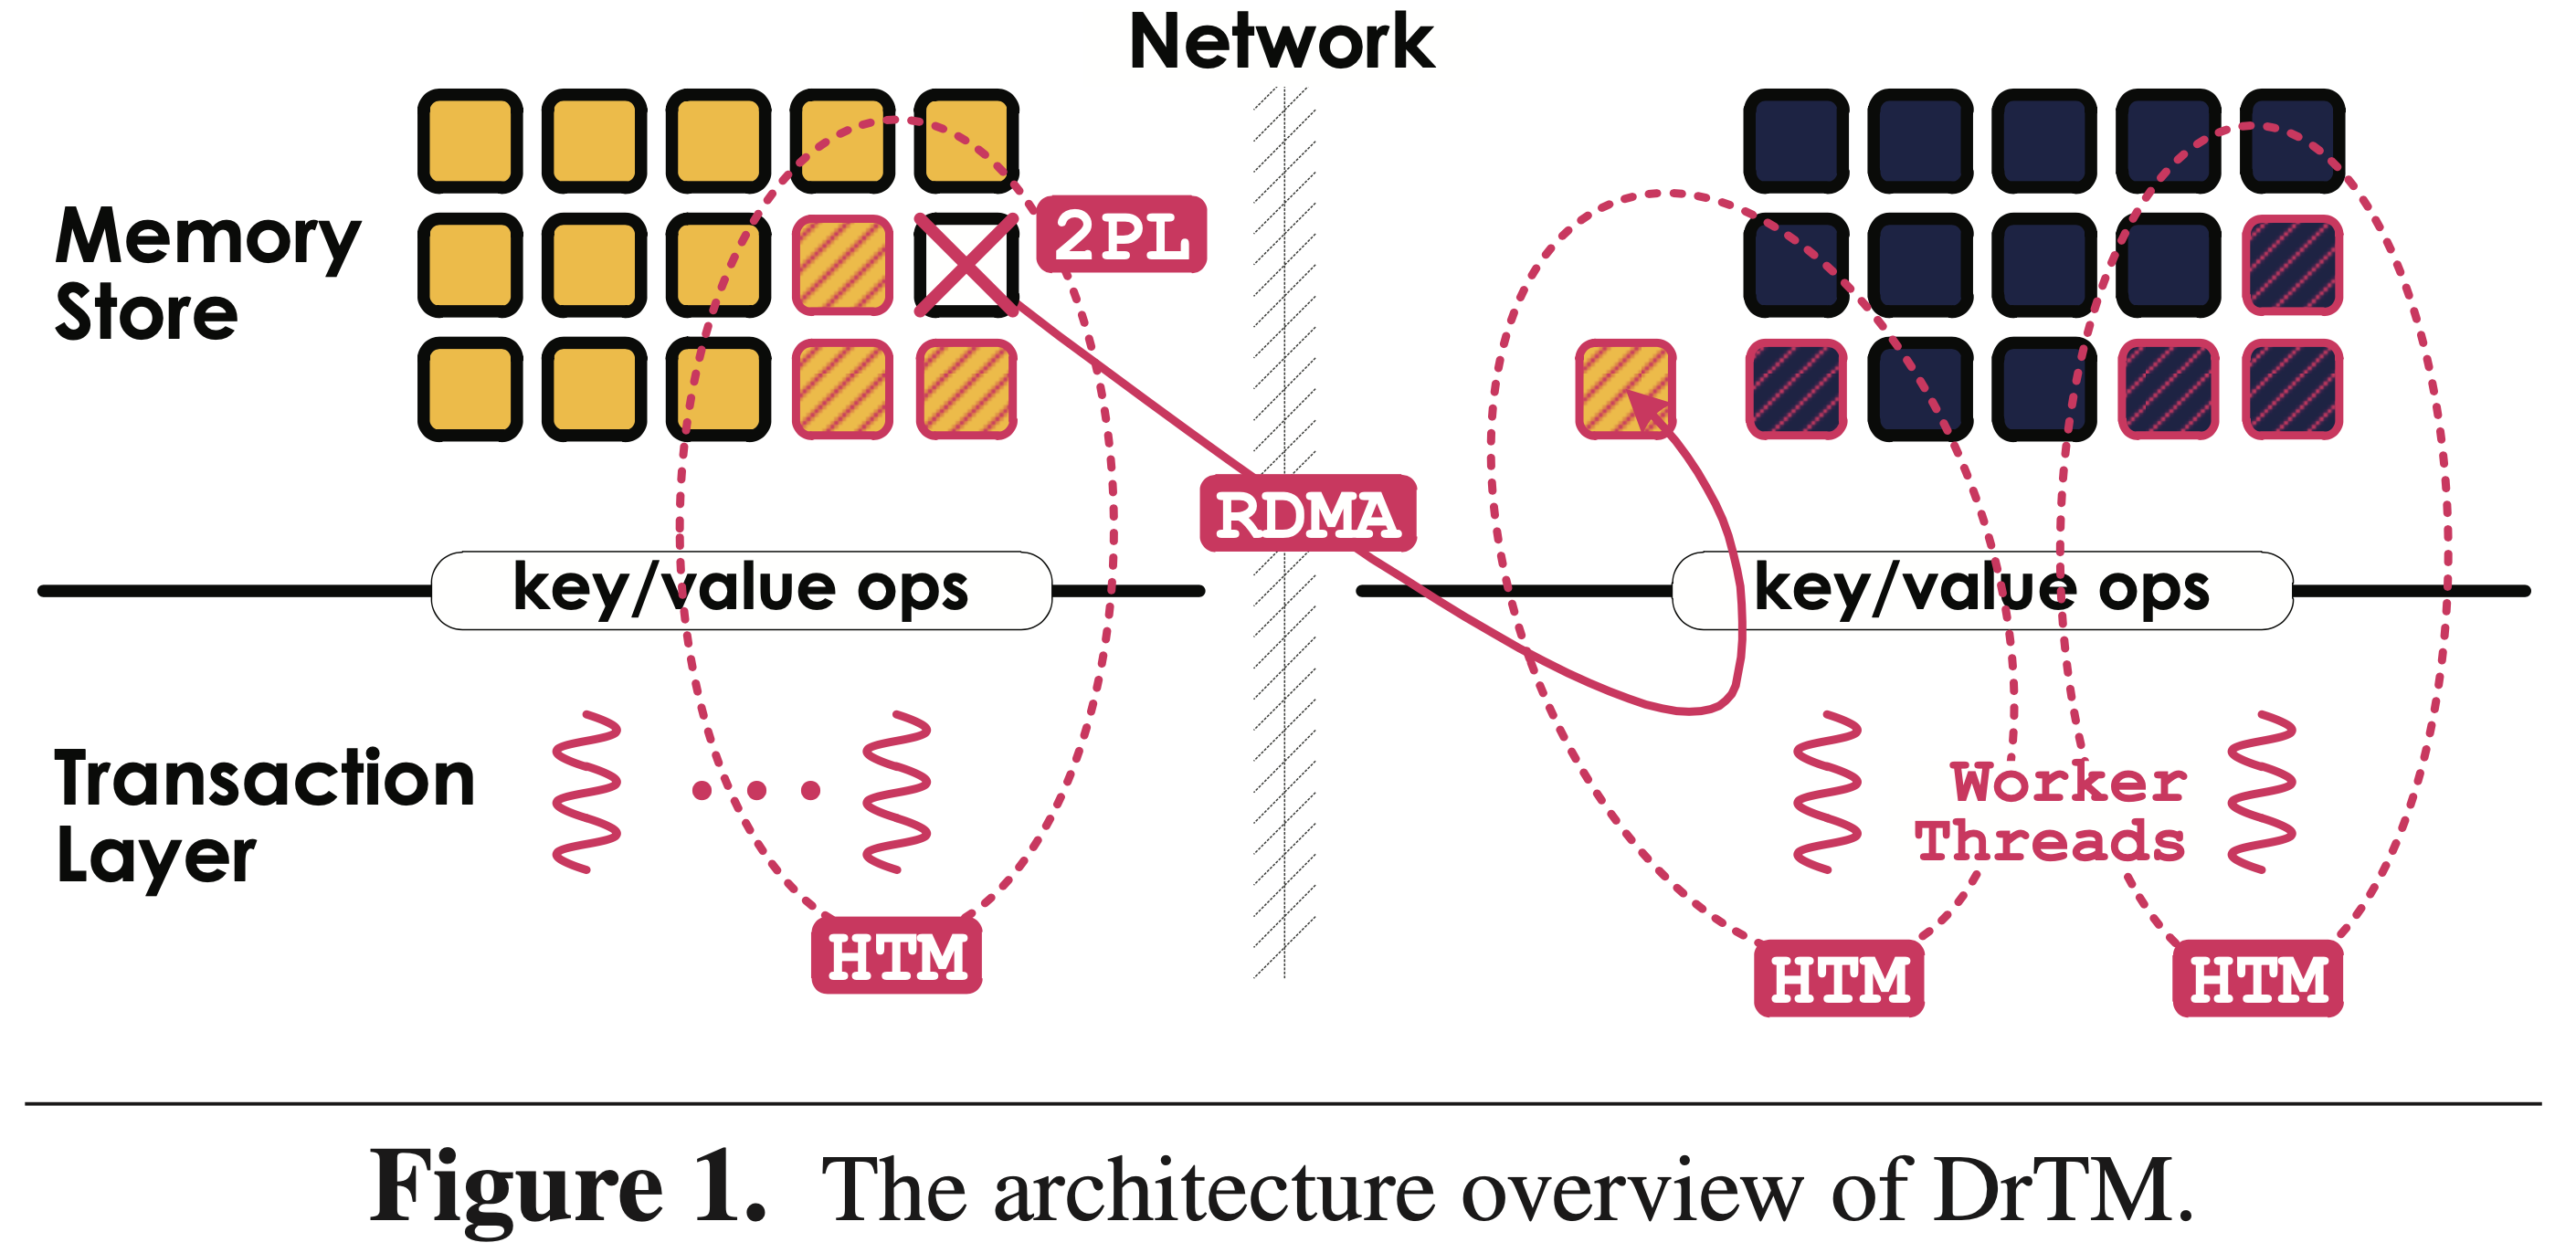 Network
Memory
Store
2PL
RDMA
key/value ops
key/value ops
Transaction
Layer
Worker
Threads
HTM
HTM
HTM
Figure 1. The architecture overview of DrTM.